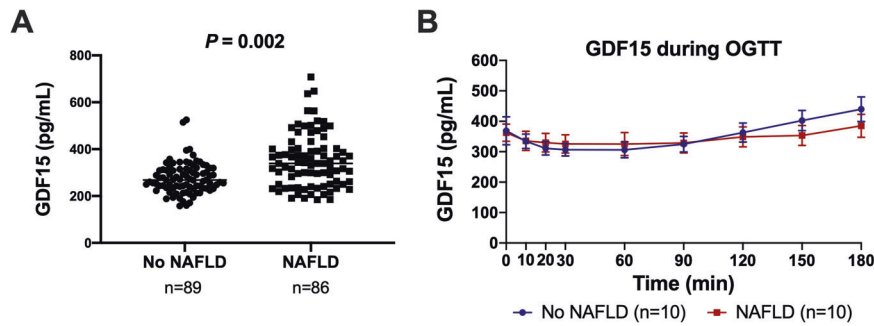 A
P = 0.002
GDF15 (pg/mL)
800
600
400
200
0
No NAFLD
NAFLD
n=89
n=86
B
GDF15 during OGTT
GDF15 (pg/mL)
600
500
400
300
200
100
0
0 10 20 30 60 90 120 150 180
Time (min)
No NAFLD (n=10) NAFLD (n=10)